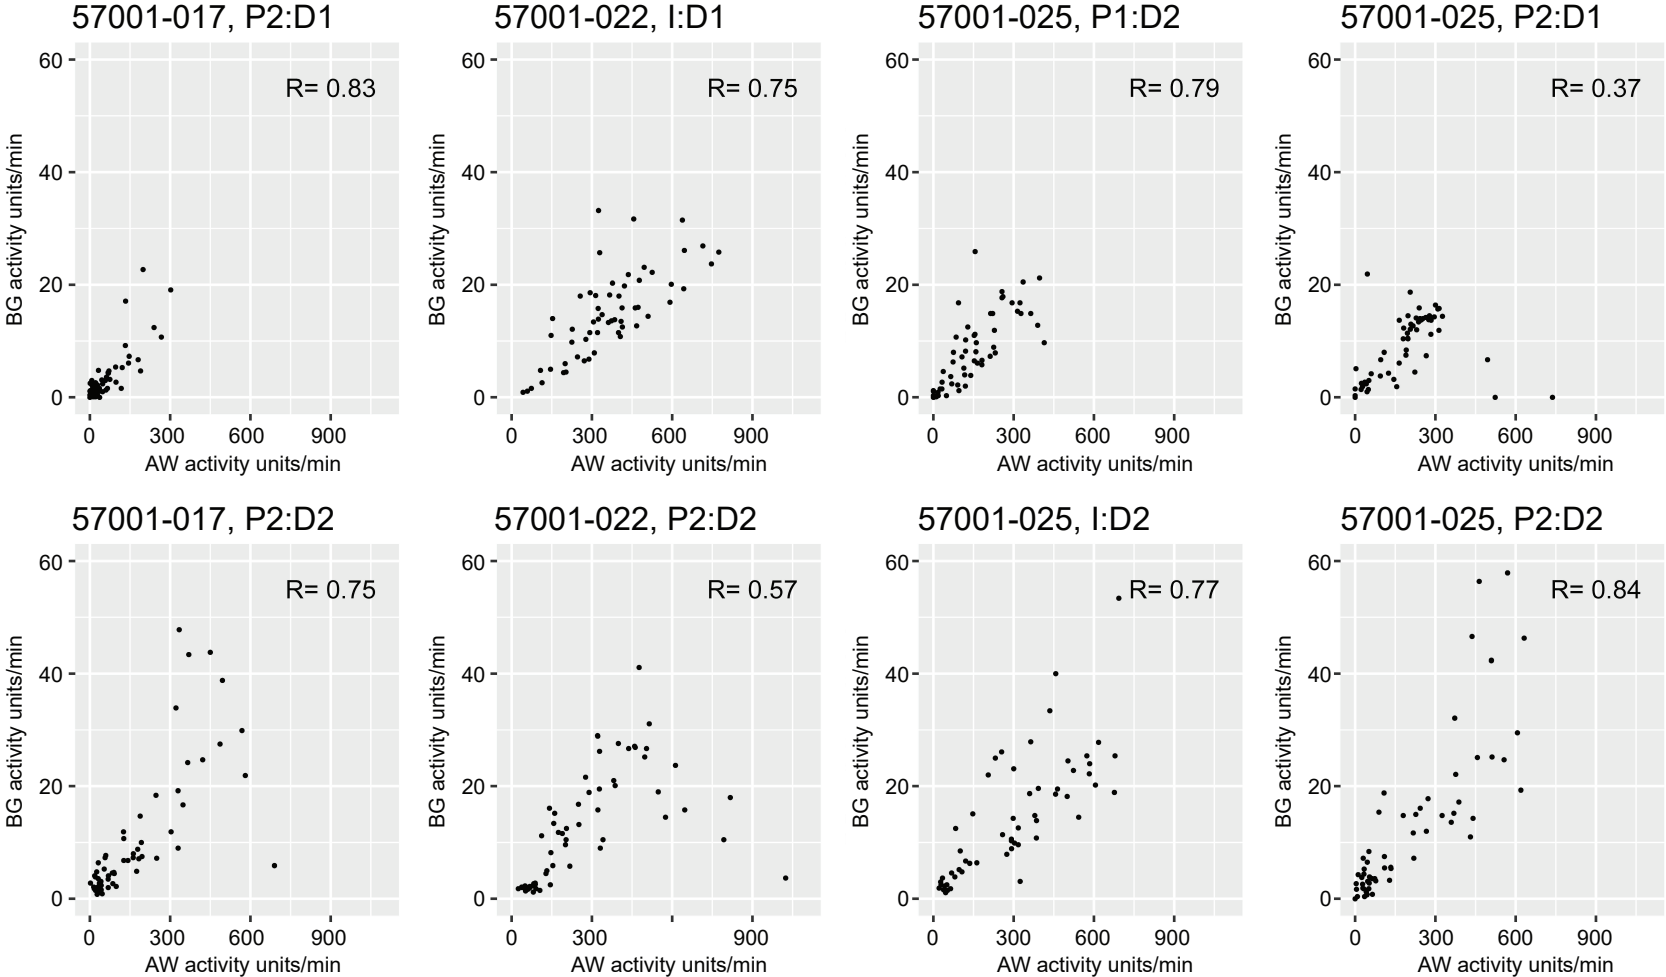 57001-017, P2:D1
57001-022, I:D1
57001-025, P1:D2
57001-025, P2:D1
BG activity units/min
60
40
20
0
R= 0.83
0 300 600 900
AW activity units/min
BG activity units/min
60
40
20
0
R= 0.75
0 300 600 900
AW activity units/min
BG activity units/min
60
40
20
0
R= 0.79
0 300 600 900
AW activity units/min
BG activity units/min
60
40
20
0
R= 0.37
0 300 600 900
AW activity units/min
57001-017, P2:D2
57001-022, P2:D2
57001-025, I:D2
57001-025, P2:D2
BG activity units/min
60
40
20
0
R= 0.75
0 300 600 900
AW activity units/min
BG activity units/min
60
40
20
0
R= 0.57
0 300 900
AW activity units/min
BG activity units/min
60
40
20
0
R= 0.77
0 300 600 900
AW activity units/min
BG activity units/min
60
40
20
0
R= 0.84
0 300 600 900
AW activity units/min